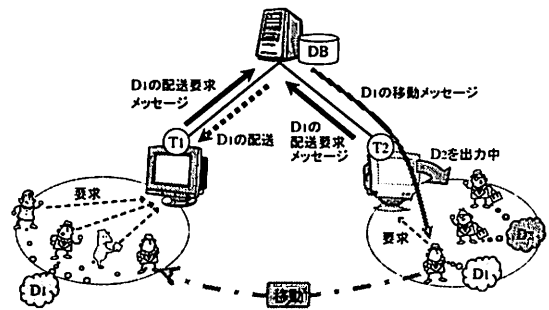 DB
D1の配送要求
メッセージ
D1の移動メッセージ
T1
D1の配送
D1の
配送要求
メッセージ
T2
D2を出力中
要求
要求
D2
D1
D1
移動